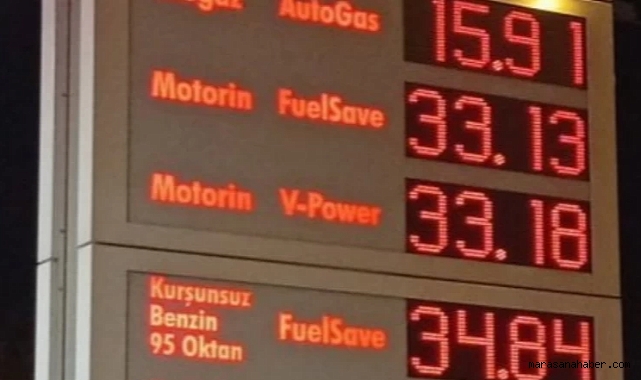 AutoGas 15.91
Motorin FuelSave 33.13
Motorin V-Power 33.18
Kurşunsuz
Benzin
95 Oktan
FuelSave 34.84
marasanahaber.com